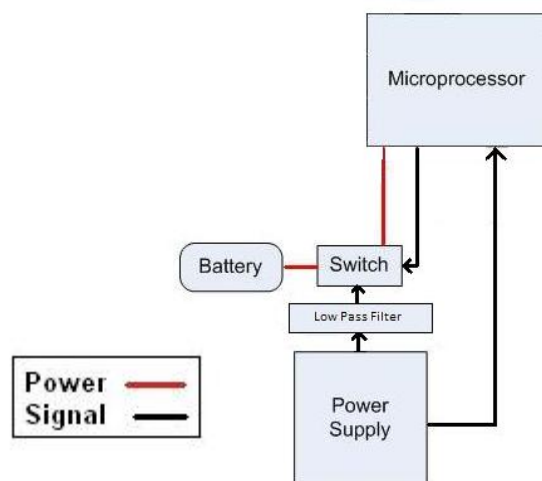 Microprocessor
Battery
Switch
Low Pass Filter
Power
Supply
Power
Signal